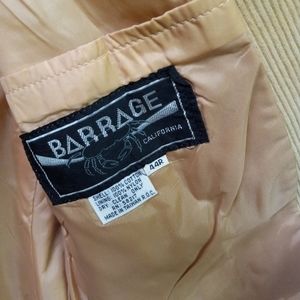 BARRAGE
CALIFORNIA
44R
SHELL: 100% COTTON
LINING: 100% NYLON
DRY CLEAN ONLY
MADE IN TAIWAN R.O.C.